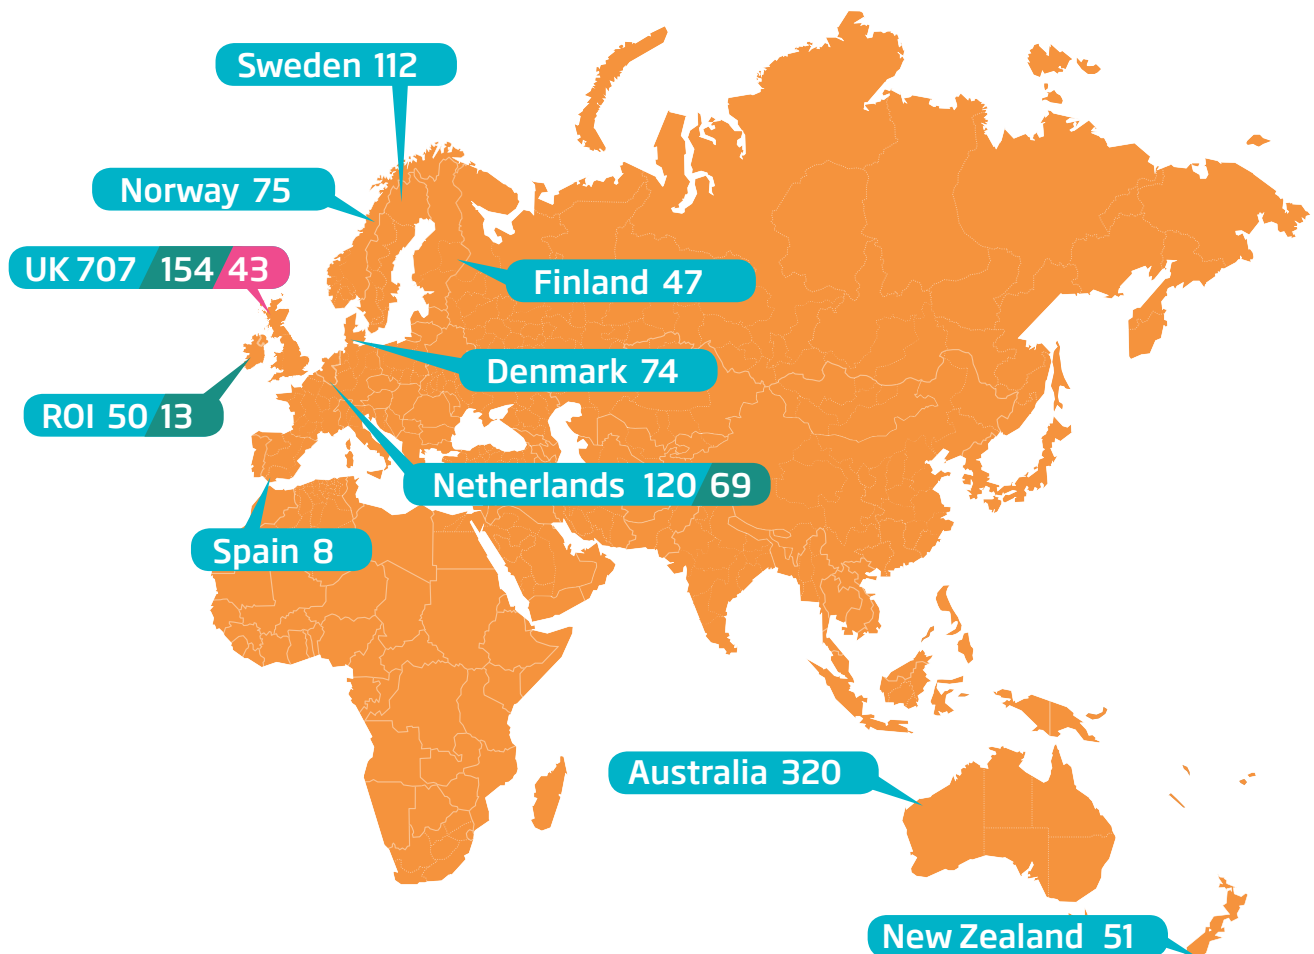 Sweden 112
Norway 75
UK 707 154 43
Finland 47
Denmark 74
ROI 50 13
Netherlands 120 69
Spain 8
Australia 320
New Zealand 51